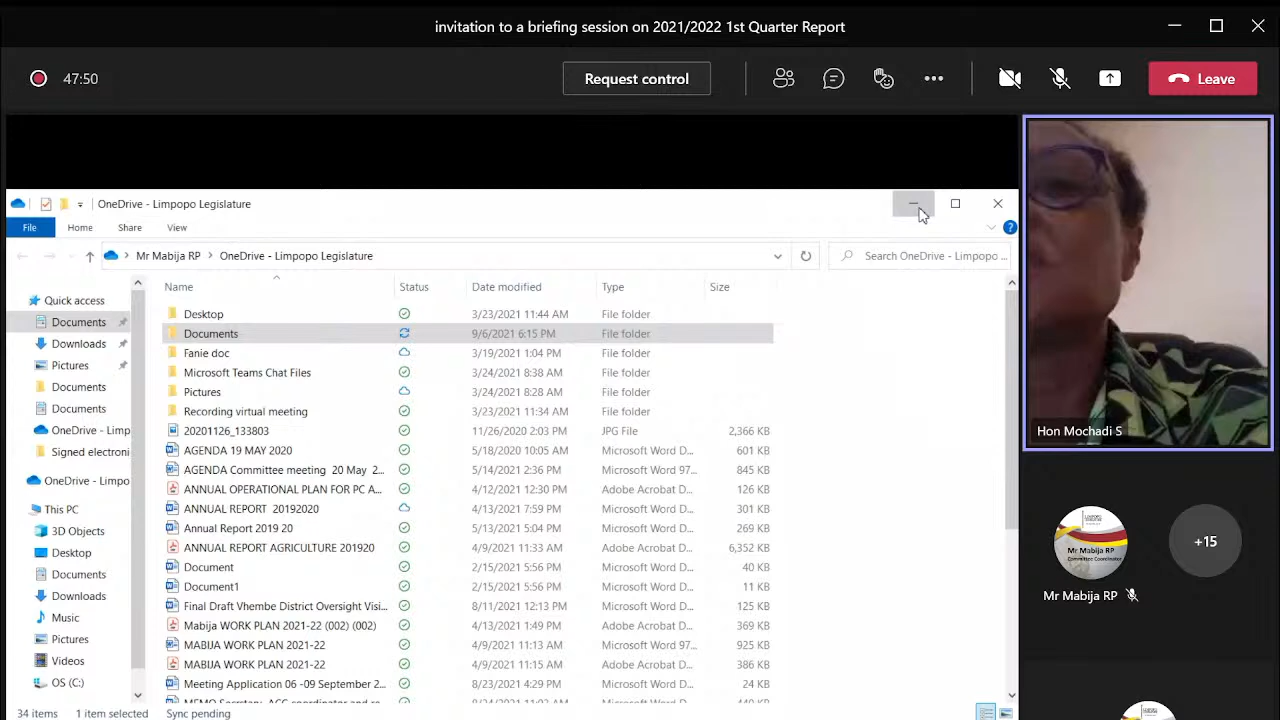 invitation to a briefing session on 2021/2022 1st Quarter Report
47:50
Request control
Leave
OneDrive - Limpopo Legislature
File Home Share View
Mr Mabija RP > OneDrive - Limpopo Legislature
Search OneDrive - Limpopo ...
Name Status Date modified Type Size
Quick access
Documents
Downloads
Pictures
Documents
Documents
OneDrive - Limp
Signed electroni
OneDrive - Limpo
This PC
3D Objects
Desktop
Documents
Downloads
Music
Pictures
Videos
OS (C:)
Desktop 3/23/2021 11:44 AM File folder
Documents 9/6/2021 6:15 PM File folder
Fanie doc 3/19/2021 1:04 PM File folder
Microsoft Teams Chat Files 3/24/2021 8:38 AM File folder
Pictures 3/24/2021 8:28 AM File folder
Recording virtual meeting 3/23/2021 11:34 AM File folder
20201126_133803 11/26/2020 2:03 PM JPG File 2,366 KB
AGENDA 19 MAY 2020 5/18/2020 10:05 AM Microsoft Word D... 601 KB
AGENDA Committee meeting 20 May 2... 5/14/2021 2:36 PM Microsoft Word 97... 845 KB
ANNUAL OPERATIONAL PLAN FOR PC A... 4/12/2021 12:30 PM Adobe Acrobat D... 126 KB
ANNUAL REPORT 20192020 4/13/2021 7:59 PM Microsoft Word D... 301 KB
Annual Report 2019 20 5/13/2021 5:04 PM Microsoft Word D... 269 KB
ANNUAL REPORT AGRICULTURE 201920 4/9/2021 11:33 AM Adobe Acrobat D... 6,352 KB
Document 2/15/2021 5:56 PM Microsoft Word D... 40 KB
Document1 2/15/2021 5:56 PM Microsoft Word D... 11 KB
Final Draft Vhembe District Oversight Visi... 8/11/2021 12:13 PM Microsoft Word D... 125 KB
Mabija WORK PLAN 2021-22 (002) (002) 4/13/2021 1:49 PM Adobe Acrobat D... 369 KB
MABIJA WORK PLAN 2021-22 4/9/2021 11:13 AM Microsoft Word 97... 925 KB
MABIJA WORK PLAN 2021-22 4/9/2021 11:15 AM Adobe Acrobat D... 386 KB
Meeting Application 06 -09 September 2... 8/23/2021 4:29 PM Microsoft Word D... 24 KB
34 items 1 item selected Sync pending
Hon Mochadi S
Mr Mabija RP
Committee Coordinator
Mr Mabija RP
+15